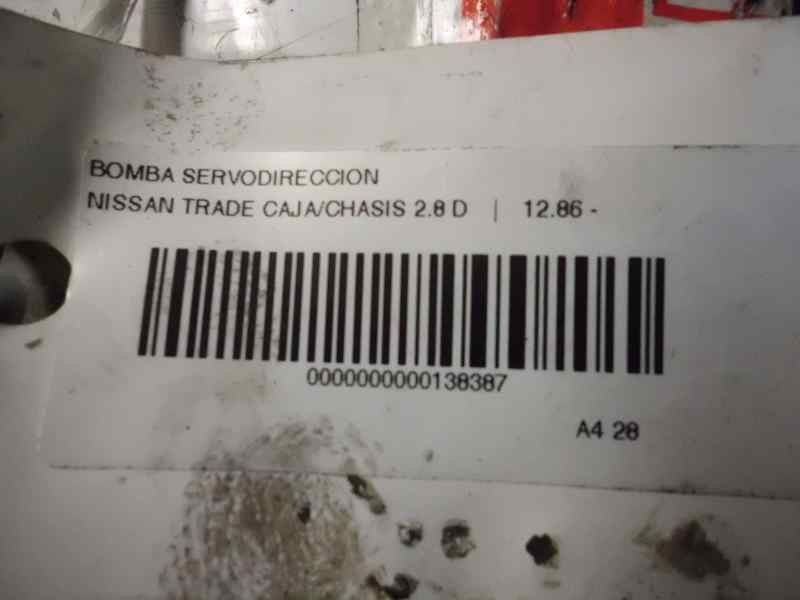 BOMBA SERVODIRECCION
NISSAN TRADE CAJA/CHASIS 2.8 D | 12.86 -
0000000000138387
A4 28